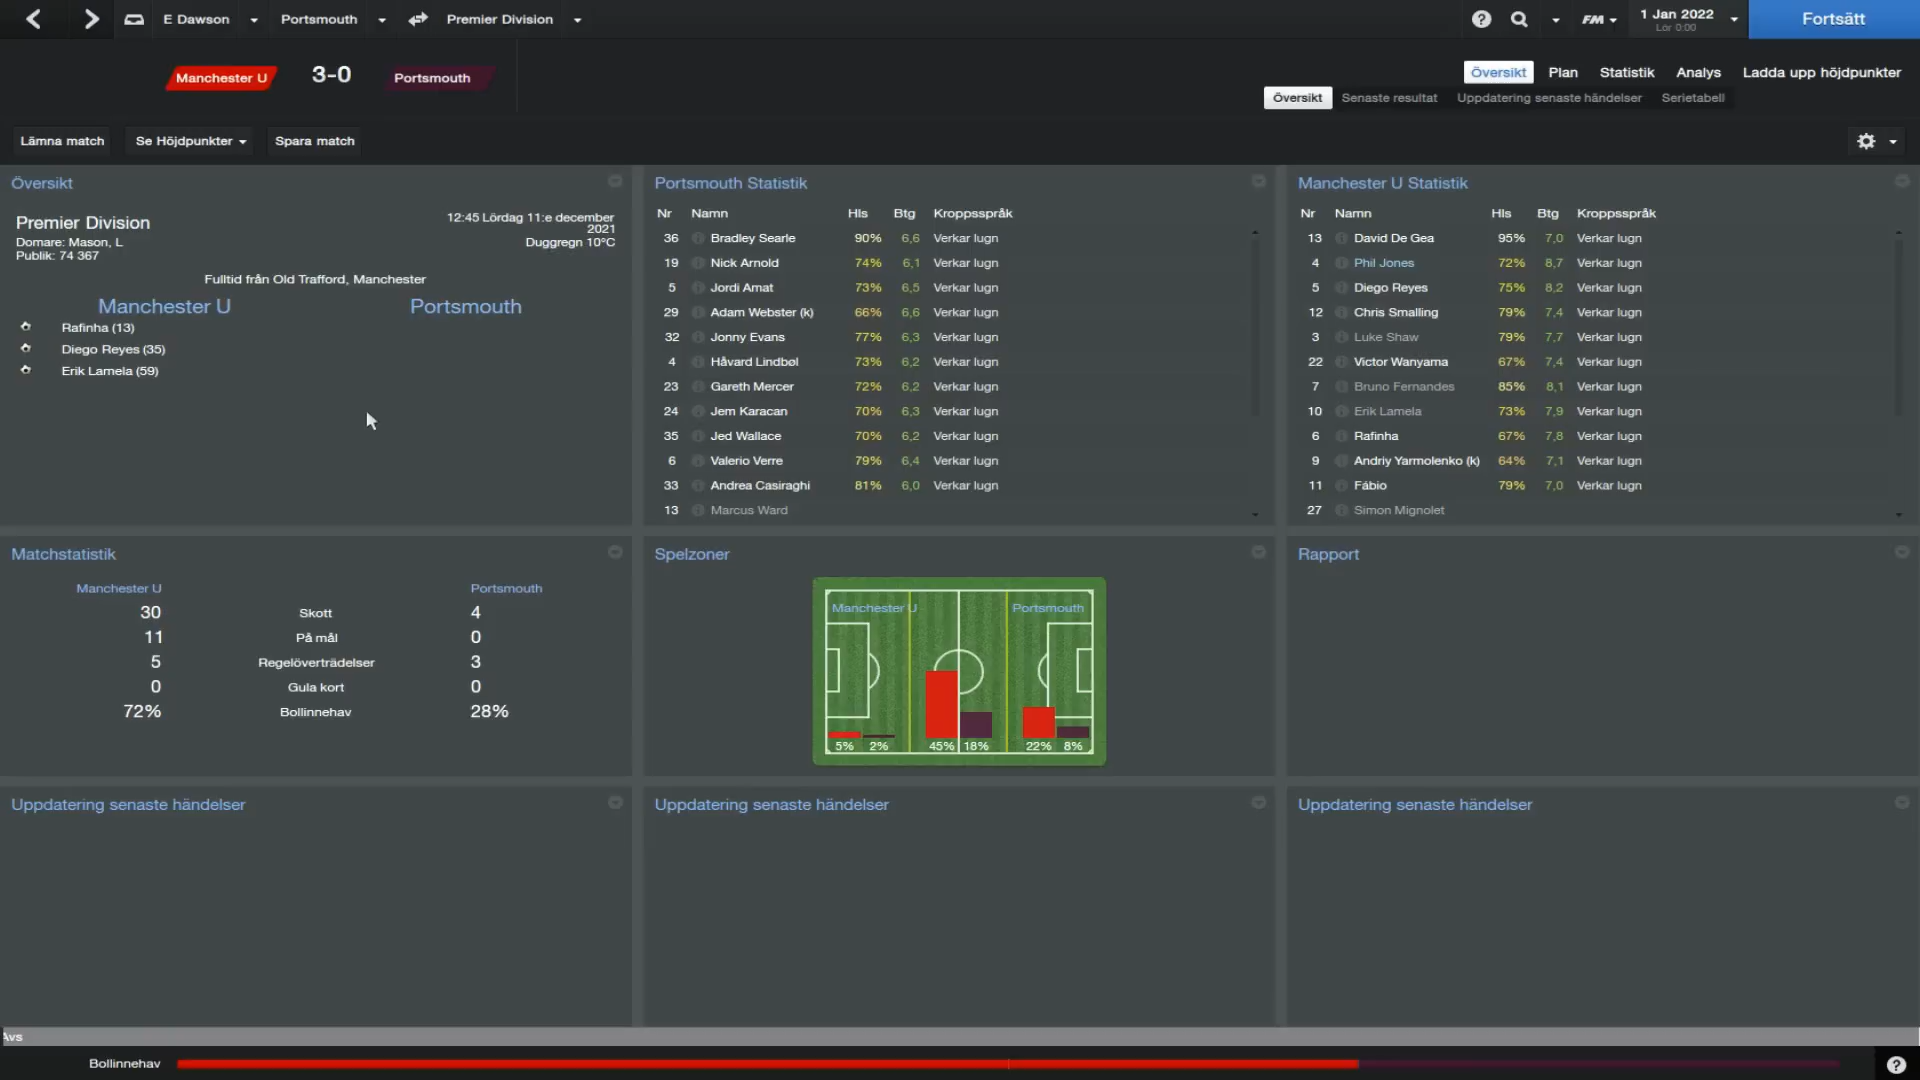 E Dawson Portsmouth Premier Division FM 1 Jan 2022 Fortsätt
Lör 0:00
Manchester U 3-0 Portsmouth
Översikt Plan Statistik Analys Ladda upp höjdpunkter
Översikt Senaste resultat Uppdatering senaste händelser Serietabell
Lämna match Se Höjdpunkter Spara match
Översikt
Premier Division
Domare: Mason, L
Publik: 74 367
12:45 Lördag 11:e december
2021
Duggregn 10°C
Fulltid från Old Trafford, Manchester
Manchester U Portsmouth
Rafinha (13)
Diego Reyes (35)
Erik Lamela (59)
Portsmouth Statistik
Nr Namn Hls Btg Kroppsspråk
36 Bradley Searle 90% 6,6 Verkar lugn
19 Nick Arnold 74% 6,1 Verkar lugn
5 Jordi Amat 73% 6,5 Verkar lugn
29 Adam Webster (k) 66% 6,6 Verkar lugn
32 Jonny Evans 77% 6,3 Verkar lugn
4 Håvard Lindbøl 73% 6,2 Verkar lugn
23 Gareth Mercer 72% 6,2 Verkar lugn
24 Jem Karacan 70% 6,3 Verkar lugn
35 Jed Wallace 70% 6,2 Verkar lugn
6 Valerio Verre 79% 6,4 Verkar lugn
33 Andrea Casiraghi 81% 6,0 Verkar lugn
13 Marcus Ward
Manchester U Statistik
Nr Namn Hls Btg Kroppsspråk
13 David De Gea 95% 7,0 Verkar lugn
4 Phil Jones 72% 8,7 Verkar lugn
5 Diego Reyes 75% 8,2 Verkar lugn
12 Chris Smalling 79% 7,4 Verkar lugn
3 Luke Shaw 79% 7,7 Verkar lugn
22 Victor Wanyama 67% 7,4 Verkar lugn
7 Bruno Fernandes 85% 8,1 Verkar lugn
10 Erik Lamela 73% 7,9 Verkar lugn
6 Rafinha 67% 7,8 Verkar lugn
9 Andriy Yarmolenko (k) 64% 7,1 Verkar lugn
11 Fábio 79% 7,0 Verkar lugn
27 Simon Mignolet
Matchstatistik
Manchester U Portsmouth
30 Skott 4
11 På mål 0
5 Regelöverträdelser 3
0 Gula kort 0
72% Bollinnehav 28%
Spelzoner
Manchester U Portsmouth
5% 2% 45% 18% 22% 8%
Rapport
Uppdatering senaste händelser
Uppdatering senaste händelser
Uppdatering senaste händelser
Avs
Bollinnehav